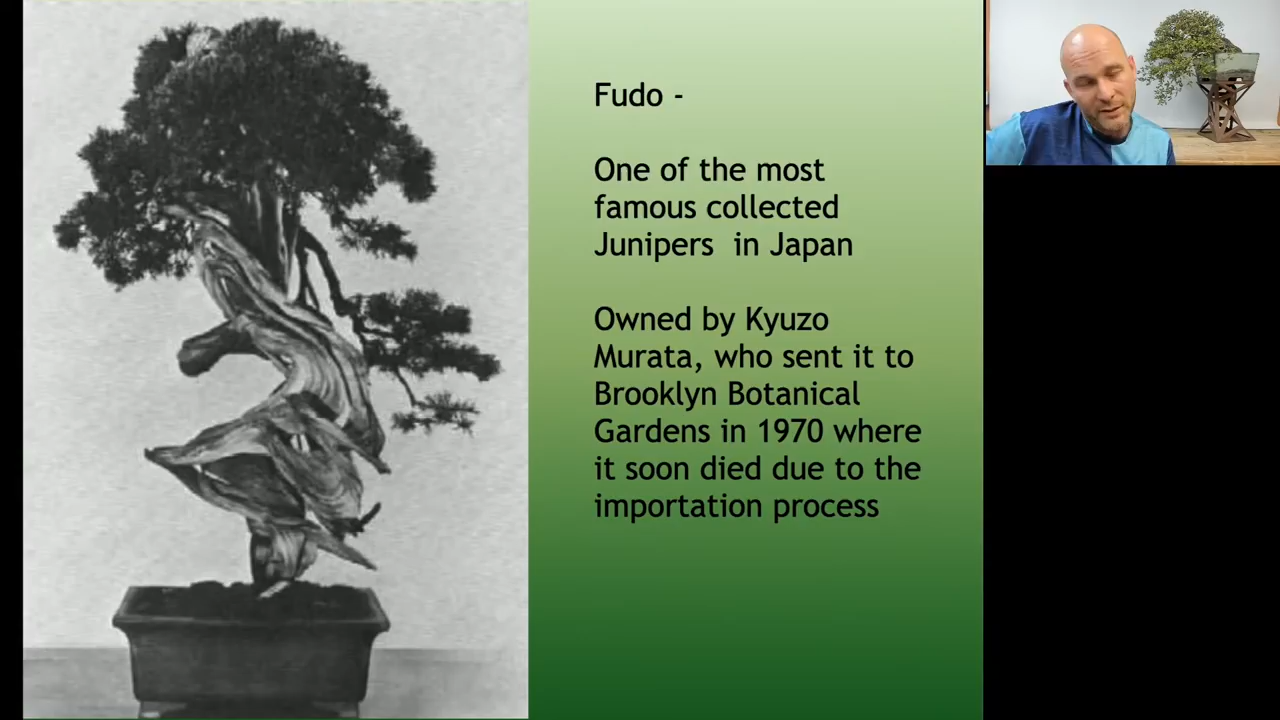 Fudo -
One of the most
famous collected
Junipers  in Japan
Owned by Kyuzo
Murata, who sent it to
Brooklyn Botanical
Gardens in 1970 where
it soon died due to the
importation process